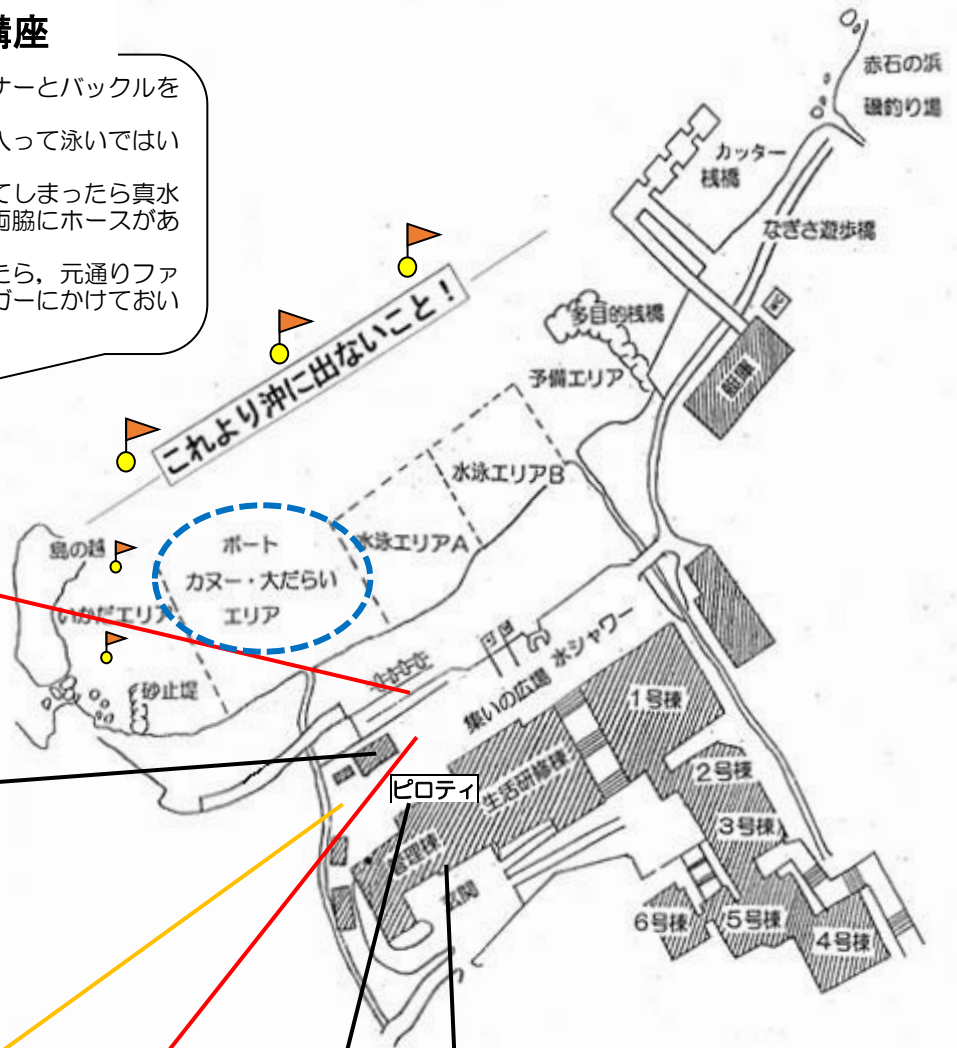 講座
ナーとバックルを
入って泳いではい
てしまったら真水
両脇にホースがあ
たら，元通りファ
ガーにかけておい
赤石の浜
磯釣り場
カッター
桟橋
なぎさ遊歩橋
多目的桟橋
艇庫
予備エリア
これより沖に出ないこと！
水泳エリアB
水泳エリアA
島の越
ボート
カヌー・大だらい
エリア
いかだエリア
砂止堤
水シャワー
集いの広場
1号棟
2号棟
3号棟
生活研修棟
ピロティ
管理棟
玄関
6号棟
5号棟
4号棟